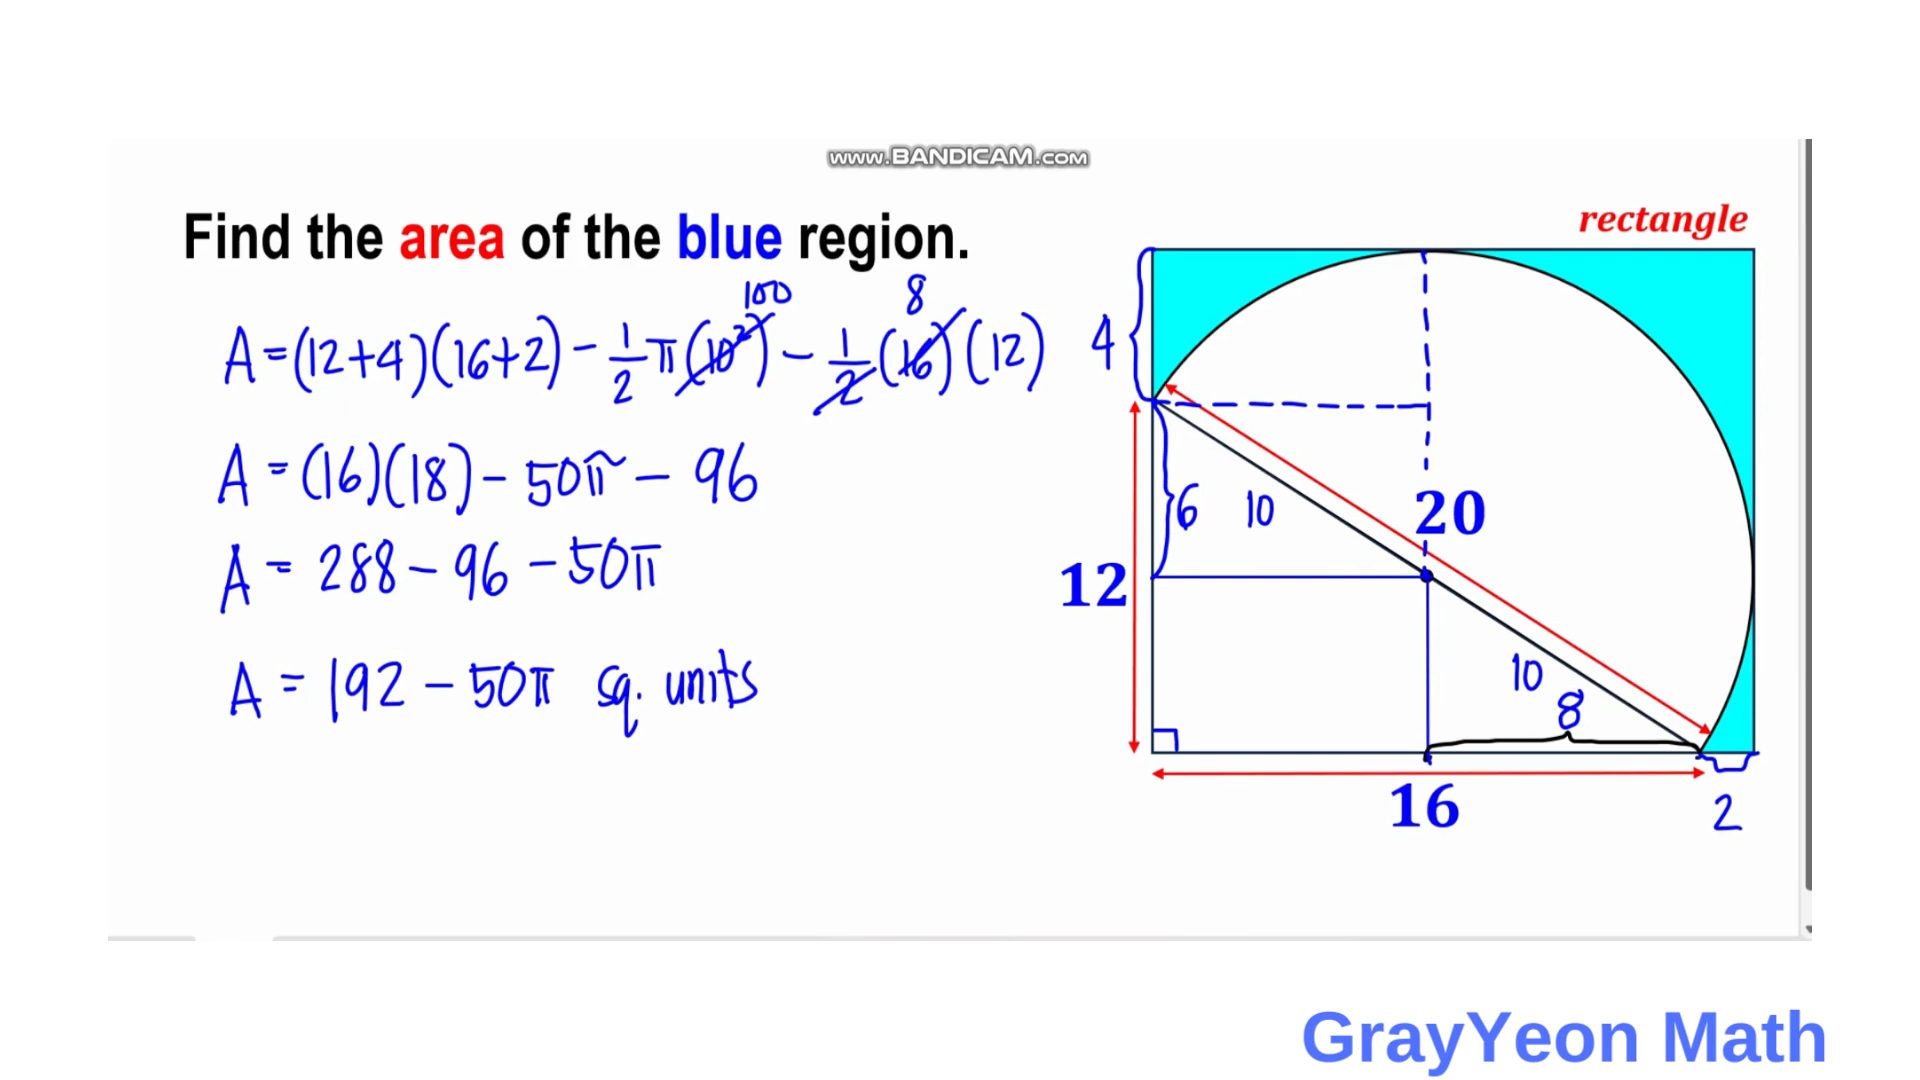 www.BANDICAM.com
Find the area of the blue region.
rectangle
100
8
A=(12+4)(16+2) - 1/2 π(10²) - 1/2 (16)(12)
A = (16)(18) - 50π - 96
A = 288 - 96 - 50π
A = 192 - 50π sq. units
4
6
10
20
12
10
8
16
2
GrayYeon Math